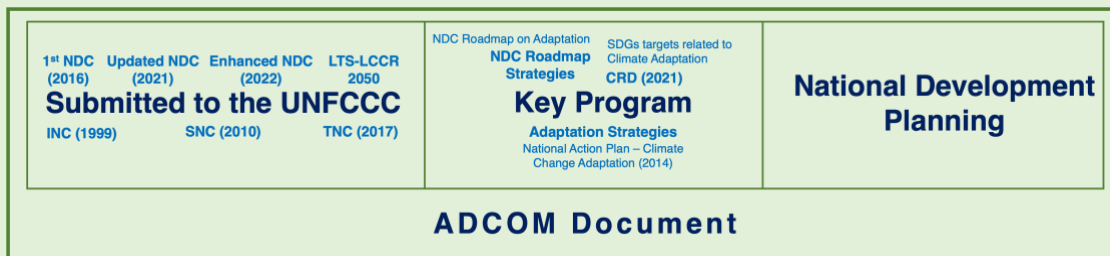 1st NDC (2016)
Updated NDC (2021)
Enhanced NDC (2022)
LTS-LCCR 2050
Submitted to the UNFCCC
INC (1999)
SNC (2010)
TNC (2017)
NDC Roadmap on Adaptation
NDC Roadmap
Strategies
SDGs targets related to
Climate Adaptation
CRD (2021)
Key Program
Adaptation Strategies
National Action Plan – Climate
Change Adaptation (2014)
National Development
Planning
ADCOM Document